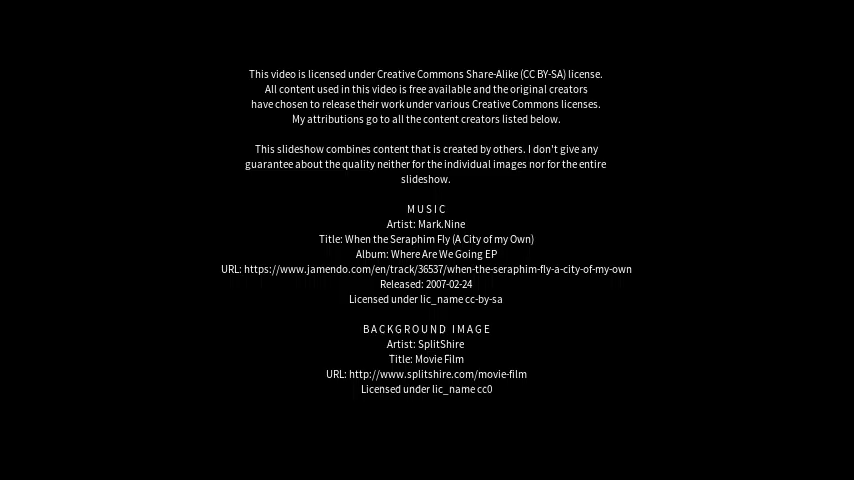 This video is licensed under Creative Commons Share-Alike (CC BY-SA) license.
All content used in this video is free available and the original creators
have chosen to release their work under various Creative Commons licenses.
My attributions go to all the content creators listed below.
This slideshow combines content that is created by others. I don't give any
guarantee about the quality neither for the individual images nor for the entire
slideshow.
MUSIC
Artist: Mark.Nine
Title: When the Seraphim Fly (A City of my Own)
Album: Where Are We Going EP
URL: https://www.jamendo.com/en/track/36537/when-the-seraphim-fly-a-city-of-my-own
Released: 2007-02-24
Licensed under lic_name cc-by-sa
BACKGROUND IMAGE
Artist: SplitShire
Title: Movie Film
URL: http://www.splitshire.com/movie-film
Licensed under lic_name cc0